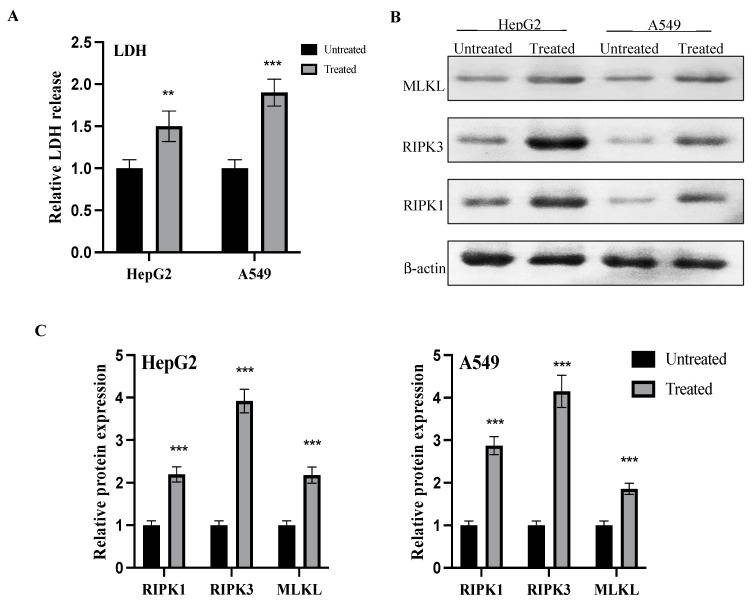 A
LDH
Untreated
Treated
Relative LDH release
2.5
2.0
1.5
1.0
0.5
0.0
**
***
HepG2 A549
B
HepG2 A549
Untreated Treated Untreated Treated
MLKL
RIPK3
RIPK1
β-actin
C
HepG2
Relative protein expression
5
4
3
2
1
0
***
***
***
RIPK1 RIPK3 MLKL
A549
Relative protein expression
5
4
3
2
1
0
***
***
***
RIPK1 RIPK3 MLKL
Untreated
Treated